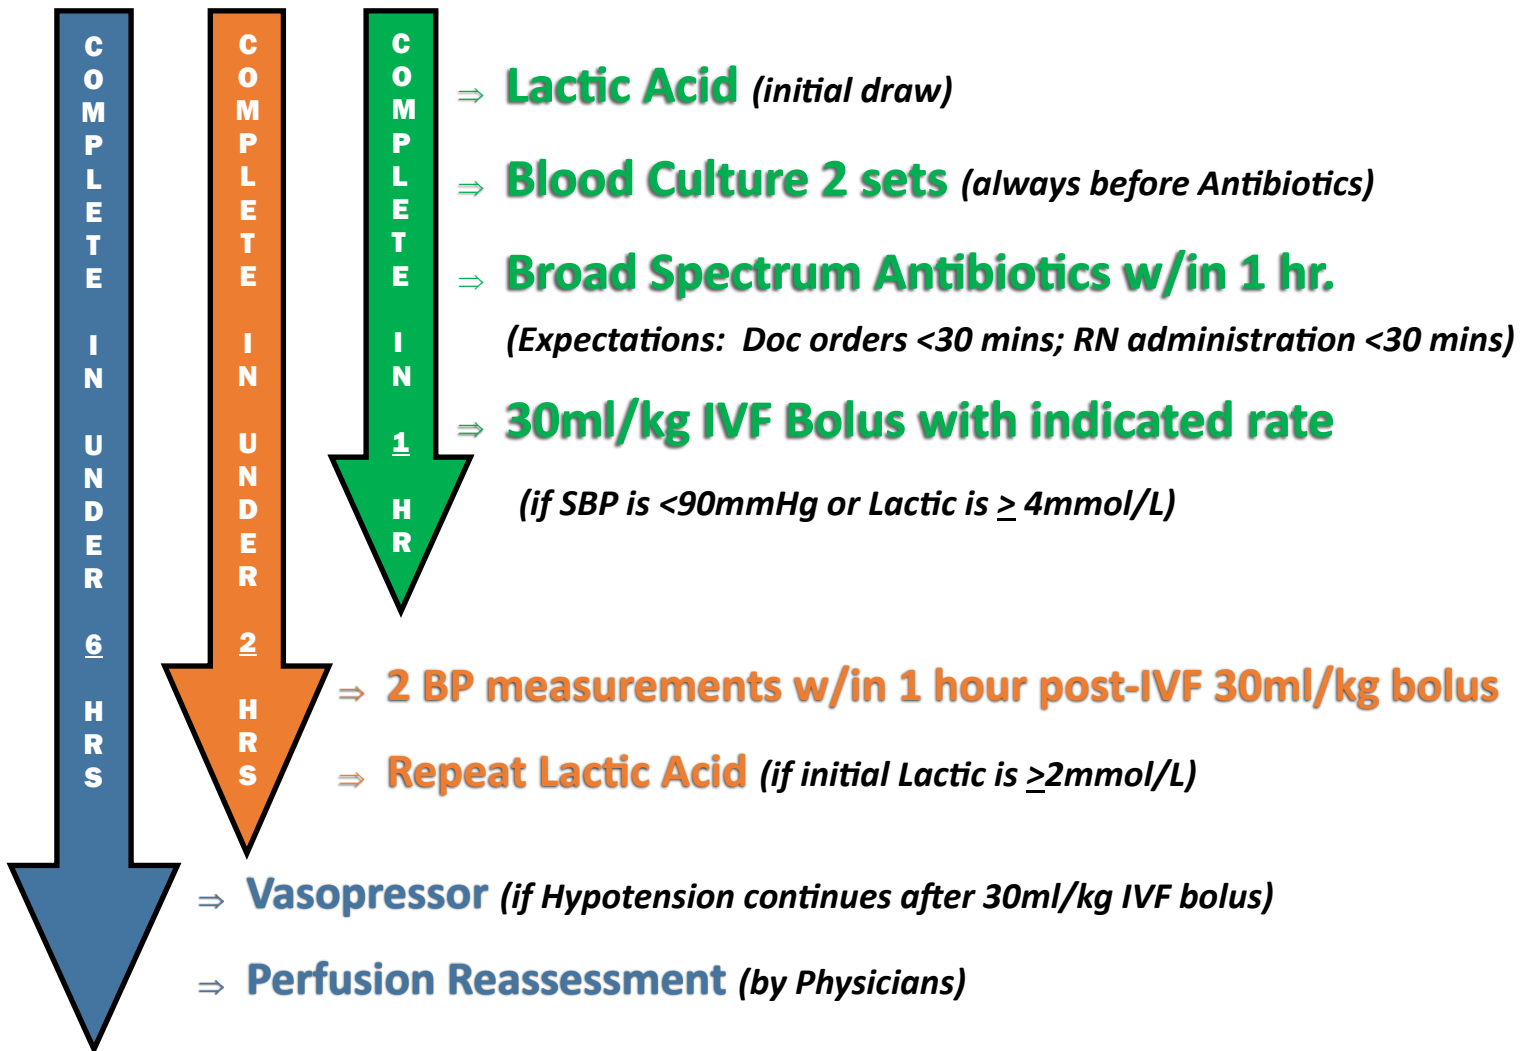 COMPLETE IN UNDER 6 HRS
COMPLETE IN UNDER 2 HRS
COMPLETE IN 1 HR
⇒ Lactic Acid (initial draw)
⇒ Blood Culture 2 sets (always before Antibiotics)
⇒ Broad Spectrum Antibiotics w/in 1 hr.
(Expectations: Doc orders <30 mins; RN administration <30 mins)
⇒ 30ml/kg IVF Bolus with indicated rate
(if SBP is <90mmHg or Lactic is ≥ 4mmol/L)
⇒ 2 BP measurements w/in 1 hour post-IVF 30ml/kg bolus
⇒ Repeat Lactic Acid (if initial Lactic is ≥2mmol/L)
⇒ Vasopressor (if Hypotension continues after 30ml/kg IVF bolus)
⇒ Perfusion Reassessment (by Physicians)